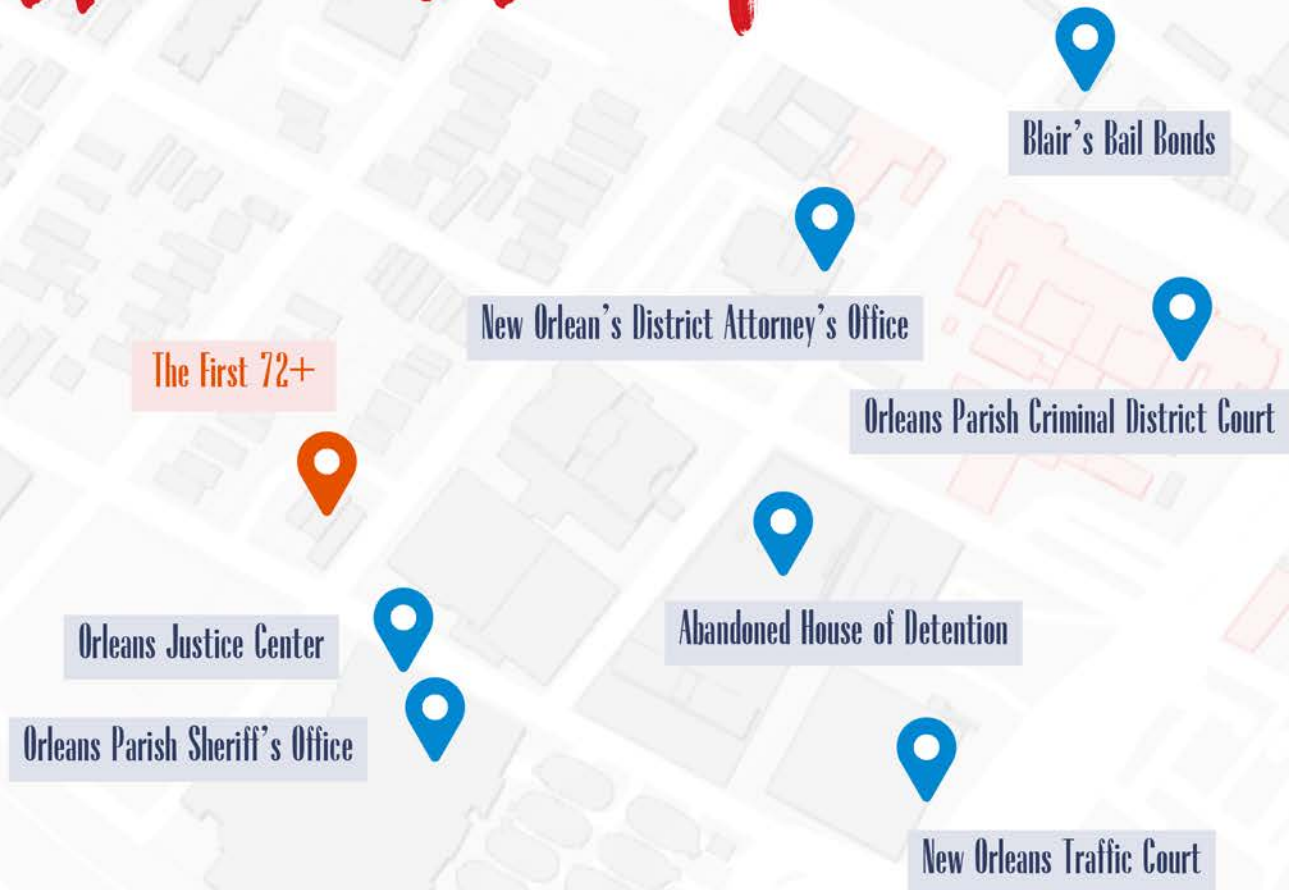 Blair's Bail Bonds
New Orlean's District Attorney's Office
The First 72+
Orleans Parish Criminal District Court
Abandoned House of Detention
Orleans Justice Center
Orleans Parish Sheriff's Office
New Orleans Traffic Court